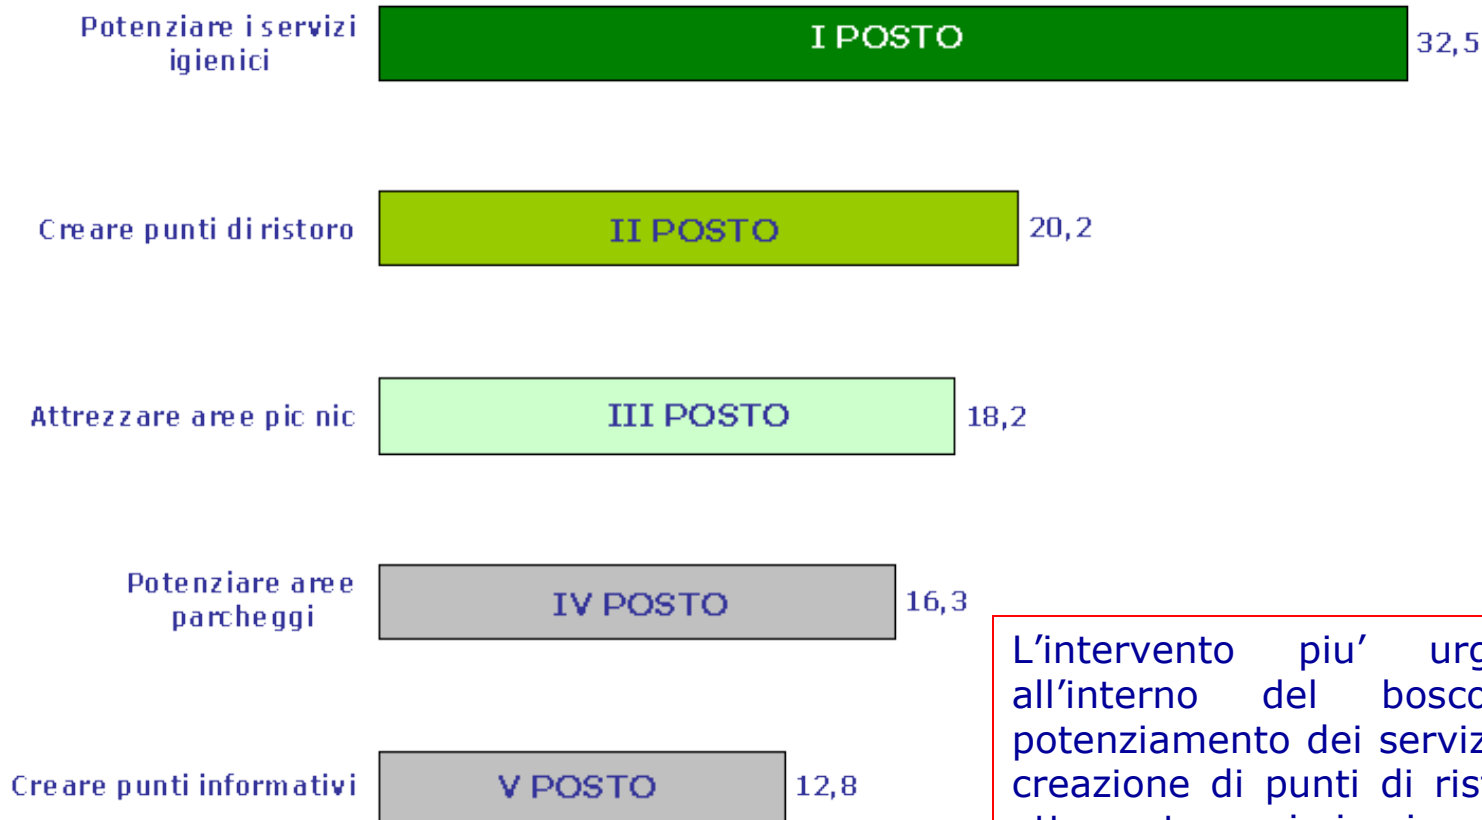 Potenziare i servizi
igienici
I POSTO
32,5
Creare punti di ristoro
II POSTO
20,2
Attrezzare aree pic nic
III POSTO
18,2
Potenziare aree
parcheggi
IV POSTO
16,3
Creare punti informativi
V POSTO
12,8
L’intervento piu’
all’interno del
potenziamento dei
creazione di punti di